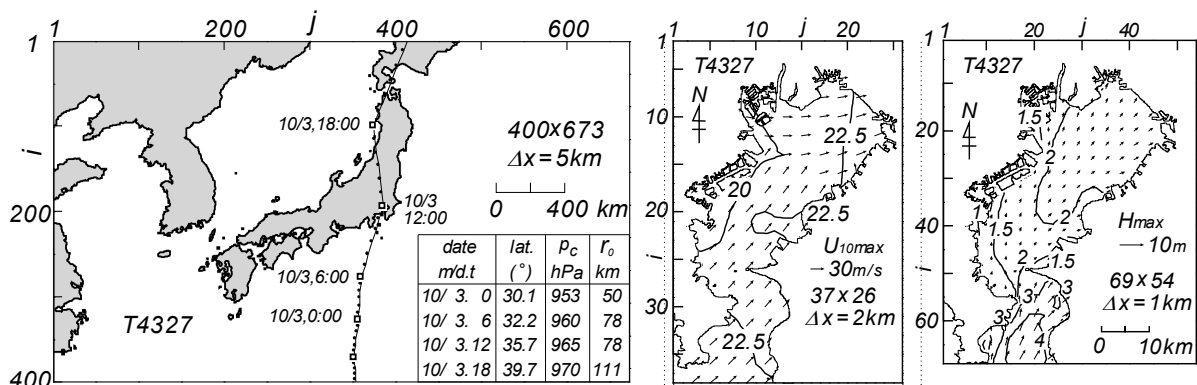 1 200 j 400 600
1
10/3,18:00
400x673
Δx=5km
i
200
10/3
12:00
0 400 km
date lat. pc r0
m/d.t (°) hPa km
10/ 3. 0 30.1 953 50
10/ 3. 6 32.2 960 78
10/ 3.12 35.7 965 78
10/ 3.18 39.7 970 111
10/3,6:00
10/3,0:00
T4327
400
1 10 j 20
1
T4327
N
10
22.5
20
20
22.5
i
U10max
30m/s
30
37x26
Δx=2km
22.5
1 20 j 40
1
T4327
N
1.5
20
2
1
1.5
40
2
Hmax
10m
2
1.5
i
3
3
3
4
69x54
Δx=1km
60
0 10km